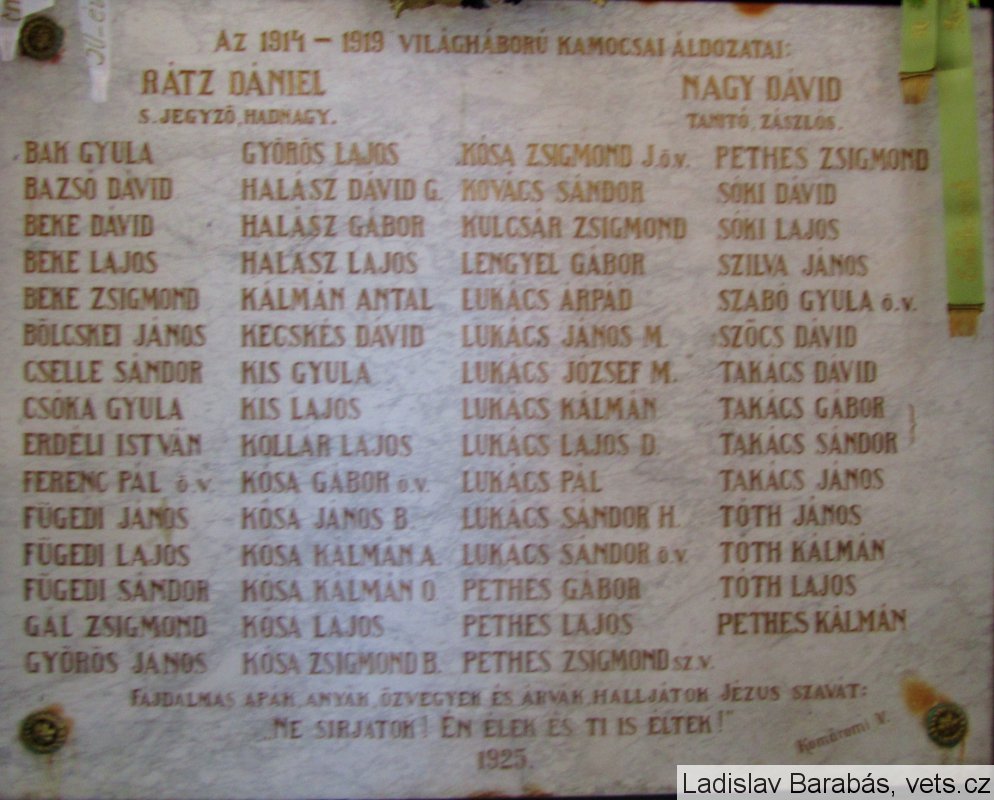 Az 1914 – 1919 VILÁGHÁBORÚ KAMOCSAI ÁLDOZATAI:
RÁTZ DÁNIEL
S. JEGYZŐ, HADNAGY.
NAGY DÁVID
TANITÓ, ZÁSZLOS.
BAK GYULA
BAZSÓ DÁVID
BEKE DÁVID
BEKE LAJOS
BEKE ZSIGMOND
BÖLCSKEI JÁNOS
CSELLE SÁNDOR
CSÓKA GYULA
ERDÉLI ISTVÁN
FERENC PÁL ö.v.
FÜGEDI JÁNOS
FÜGEDI LAJOS
FÜGEDI SÁNDOR
GÁL ZSIGMOND
GYÖRÖS JÁNOS
GYÖRÖS LAJOS
HALÁSZ DÁVID G.
HALÁSZ GÁBOR
HALÁSZ LAJOS
KÁLMÁN ANTAL
KECSKÉS DÁVID
KIS GYULA
KIS LAJOS
KOLLÁR LAJOS
KÓSA GÁBOR ö.v.
KÓSA JÁNOS B.
KÓSA KÁLMÁN A.
KÓSA KÁLMÁN O.
KÓSA LAJOS
KÓSA ZSIGMOND B.
KÓSA ZSIGMOND J.ö.v.
KOVÁCS SÁNDOR
KULCSÁR ZSIGMOND
LENGYEL GÁBOR
LUKÁCS ÁRPÁD
LUKÁCS JÁNOS M.
LUKÁCS JÓZSEF M.
LUKÁCS KÁLMÁN
LUKÁCS LAJOS D.
LUKÁCS PÁL
LUKÁCS SÁNDOR H.
LUKÁCS SÁNDOR ö.v.
PETHES GÁBOR
PETHES LAJOS
PETHES ZSIGMOND SZ.V.
PETHES ZSIGMOND
SÓKI DÁVID
SÓKI LAJOS
SZILVA JÁNOS
SZABÓ GYULA ö.v.
SZŐCS DÁVID
TAKÁCS DÁVID
TAKÁCS GÁBOR
TAKÁCS SÁNDOR
TAKÁCS JÁNOS
TÓTH JÁNOS
TÓTH KÁLMÁN
TÓTH LAJOS
PETHES KÁLMÁN
FÁJDALMAS APÁK, ANYÁK, ÖZVEGYEK ÉS ÁRVÁK, HALLJÁTOK JÉZUS SZAVÁT:
„NE SIRJATOK! ÉN ÉLEK ÉS TI IS ÉLTEK!"
1925.
Komáromi V.
Ladislav Barabás, vets.cz